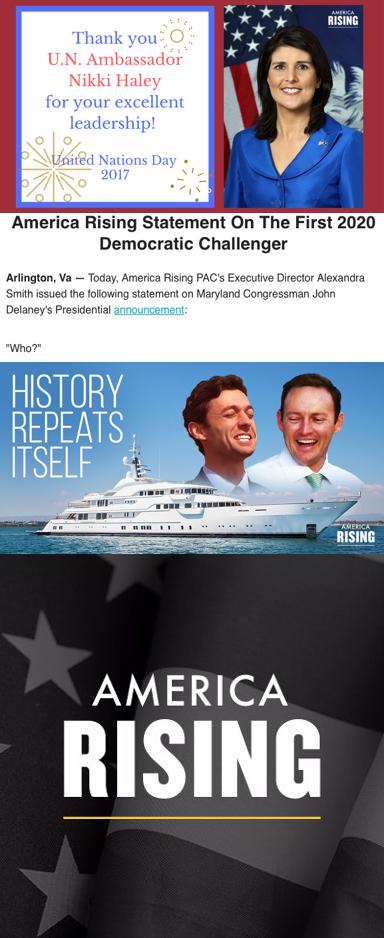 Thank you
U.N. Ambassador
Nikki Haley
for your excellent
leadership!
United Nations Day
2017
AMERICA
RISING
America Rising Statement On The First 2020
Democratic Challenger
Arlington, Va — Today, America Rising PAC's Executive Director Alexandra
Smith issued the following statement on Maryland Congressman John
Delaney's Presidential announcement:
"Who?"
HISTORY
REPEATS
ITSELF
AMERICA
RISING
AMERICA
RISING